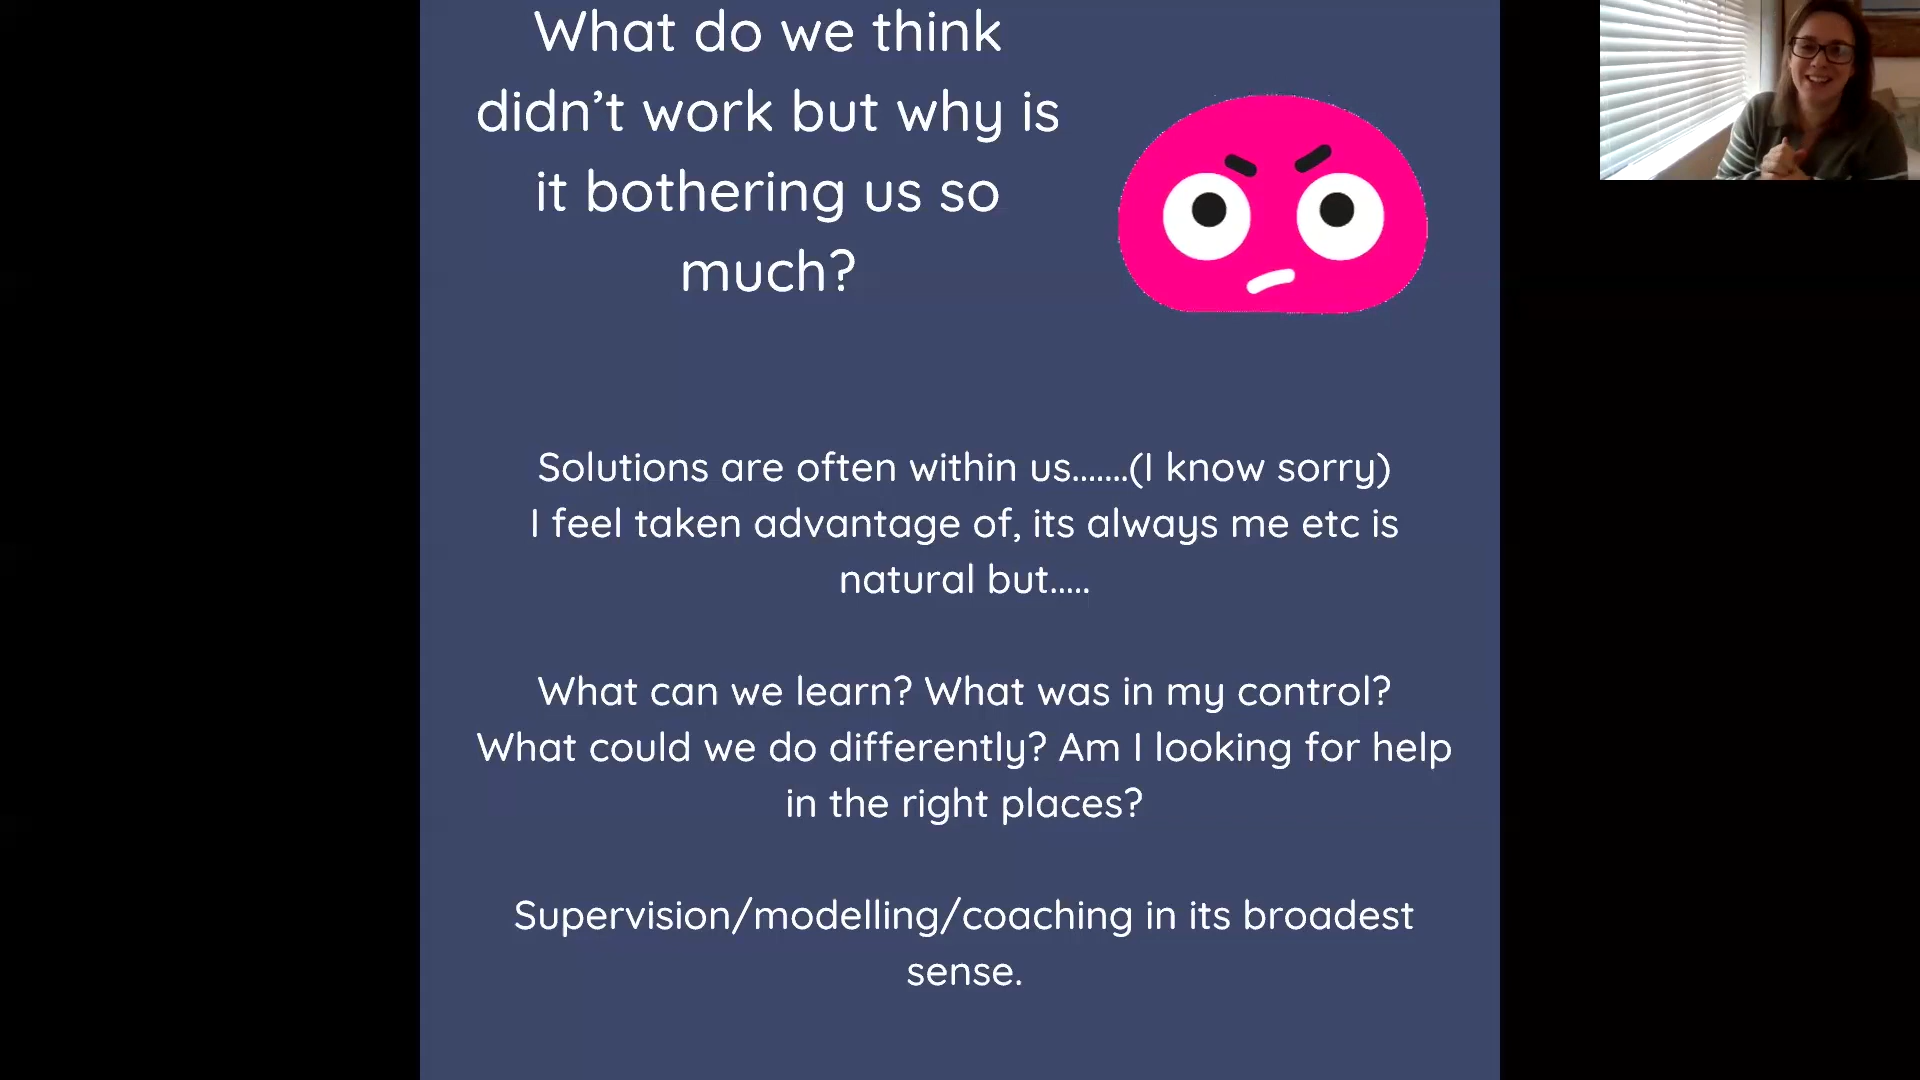 What do we think
didn’t work but why is
it bothering us so
much?
Solutions are often within us.......(I know sorry)
I feel taken advantage of, its always me etc is
natural but.....
What can we learn? What was in my control?
What could we do differently? Am I looking for help
in the right places?
Supervision/modelling/coaching in its broadest
sense.